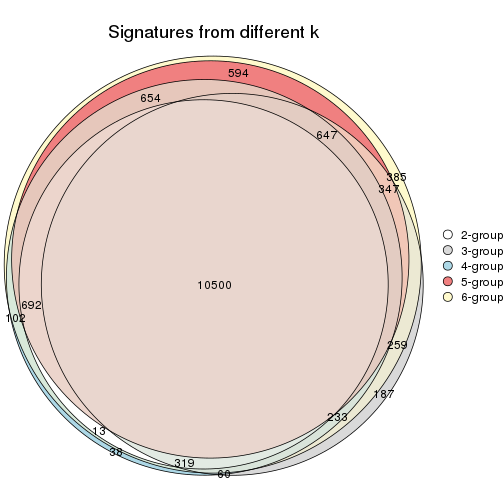 Signatures from different k
594
654
647
385
347
10500
692
102
259
187
233
13
38
319
60
2-group
3-group
4-group
5-group
6-group